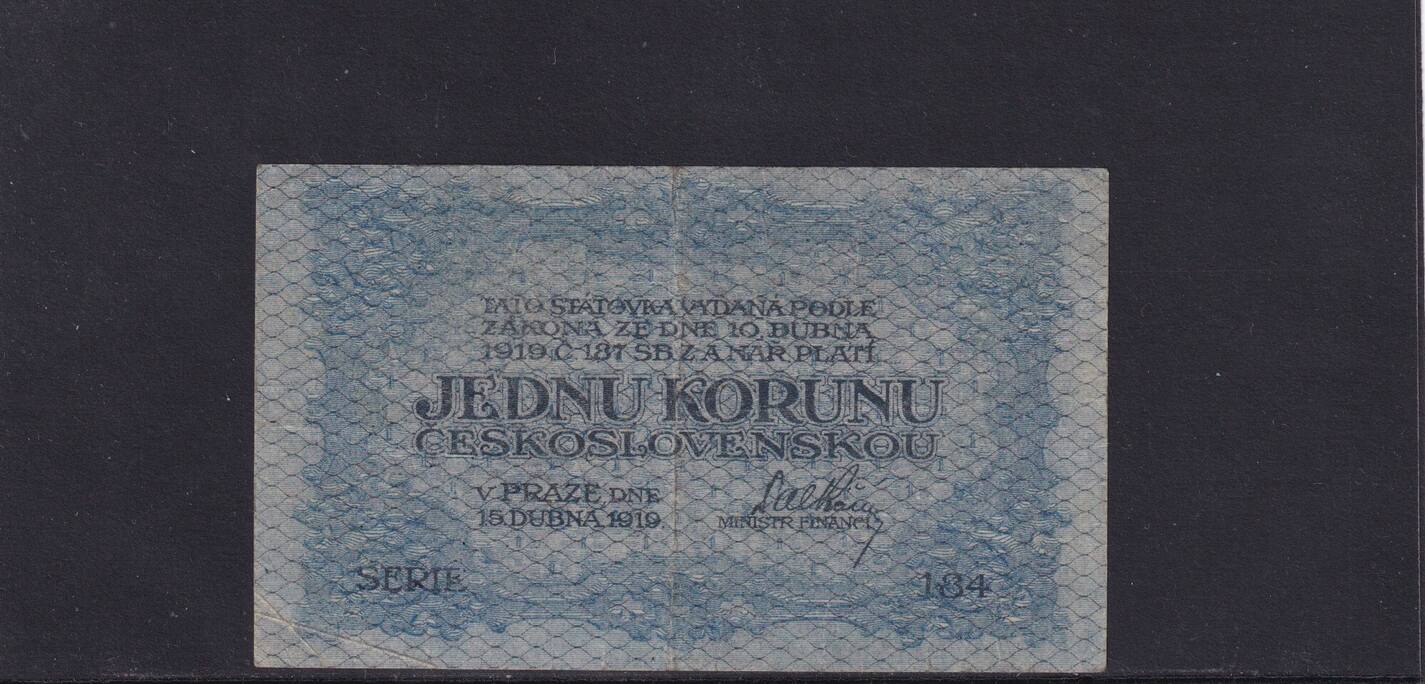 TATO STÁTOVKA VYDANÁ PODLE
ZÁKONA ZE DNE 10. DUBNA
1919 Č 187 SB. Z A NAŘ. PLATÍ
JEDNU KORUNU
ČESKOSLOVENSKOU
V PRAZE, DNE
15. DUBNA 1919.
MINISTR FINANCÍ
SERIE 184